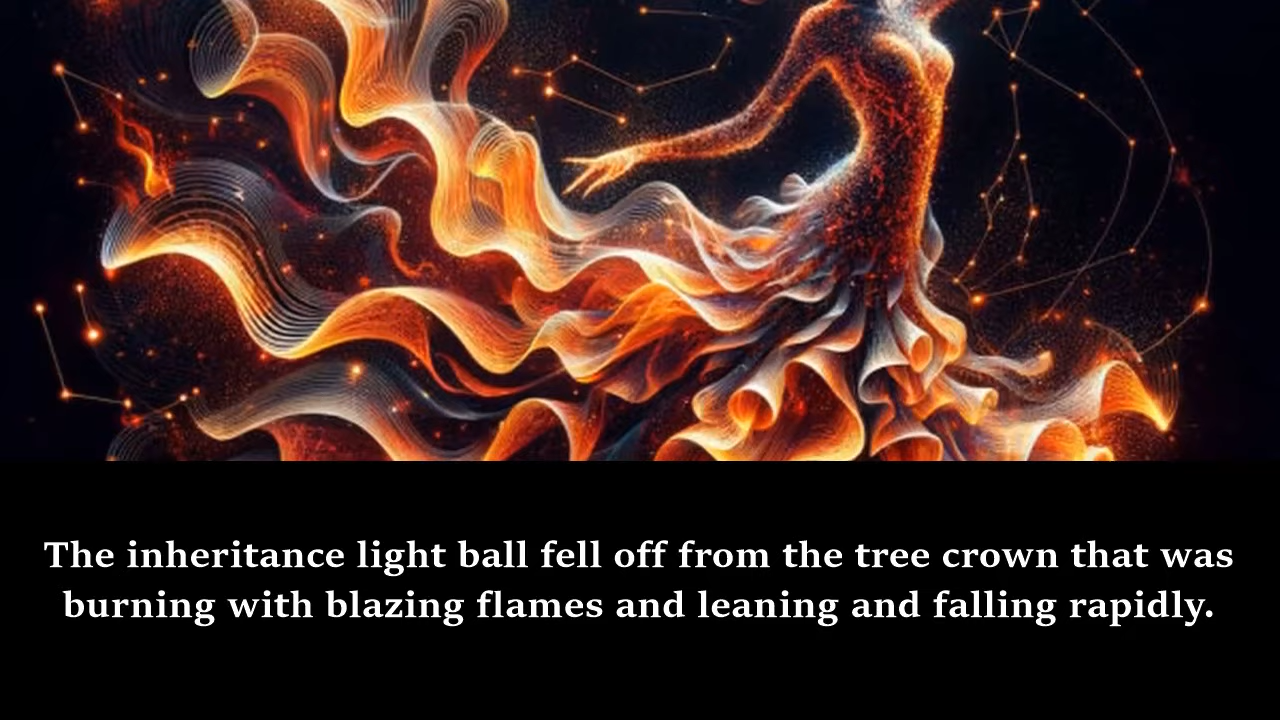 The inheritance light ball fell off from the tree crown that was
burning with blazing flames and leaning and falling rapidly.